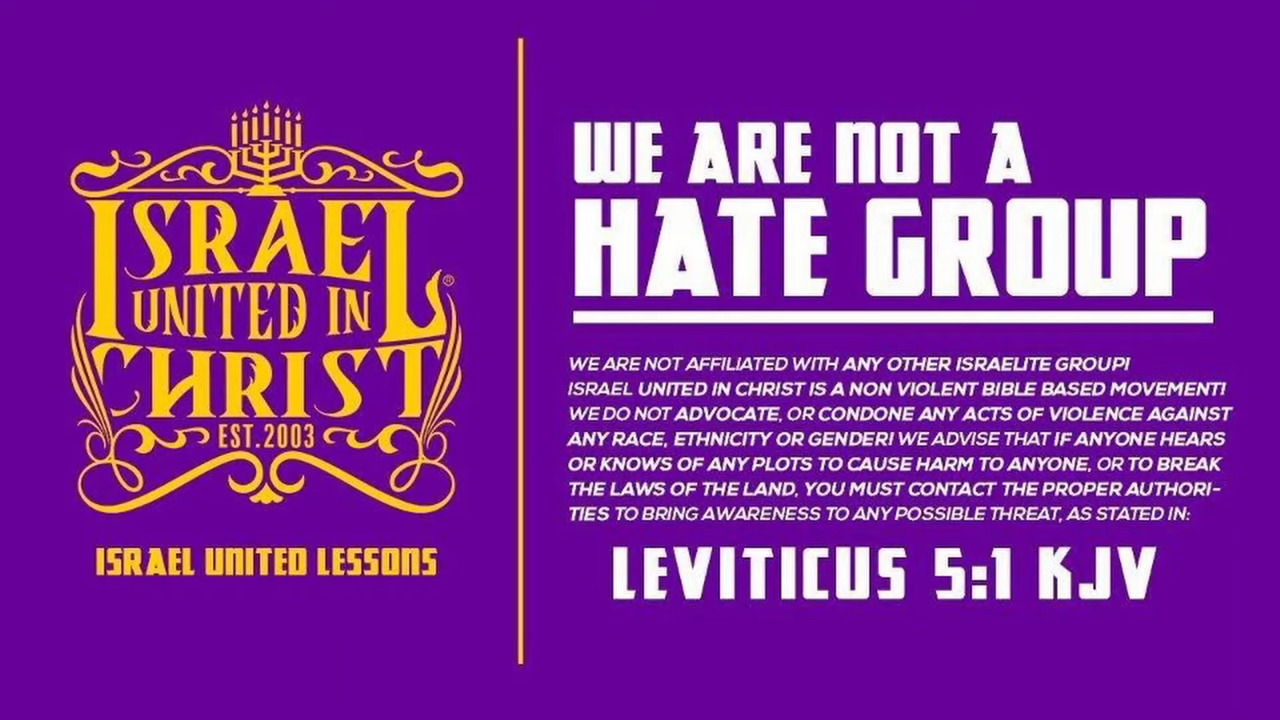 ISRAEL
UNITED IN
CHRIST
®
EST. 2003
ISRAEL UNITED LESSONS
WE ARE NOT A
HATE GROUP
WE ARE NOT AFFILIATED WITH ANY OTHER ISRAELITE GROUP!
ISRAEL UNITED IN CHRIST IS A NON VIOLENT BIBLE BASED MOVEMENT!
WE DO NOT ADVOCATE, OR CONDONE ANY ACTS OF VIOLENCE AGAINST
ANY RACE, ETHNICITY OR GENDER! WE ADVISE THAT IF ANYONE HEARS
OR KNOWS OF ANY PLOTS TO CAUSE HARM TO ANYONE, OR TO BREAK
THE LAWS OF THE LAND, YOU MUST CONTACT THE PROPER AUTHORI-
TIES TO BRING AWARENESS TO ANY POSSIBLE THREAT, AS STATED IN:
LEVITICUS 5:1 KJV